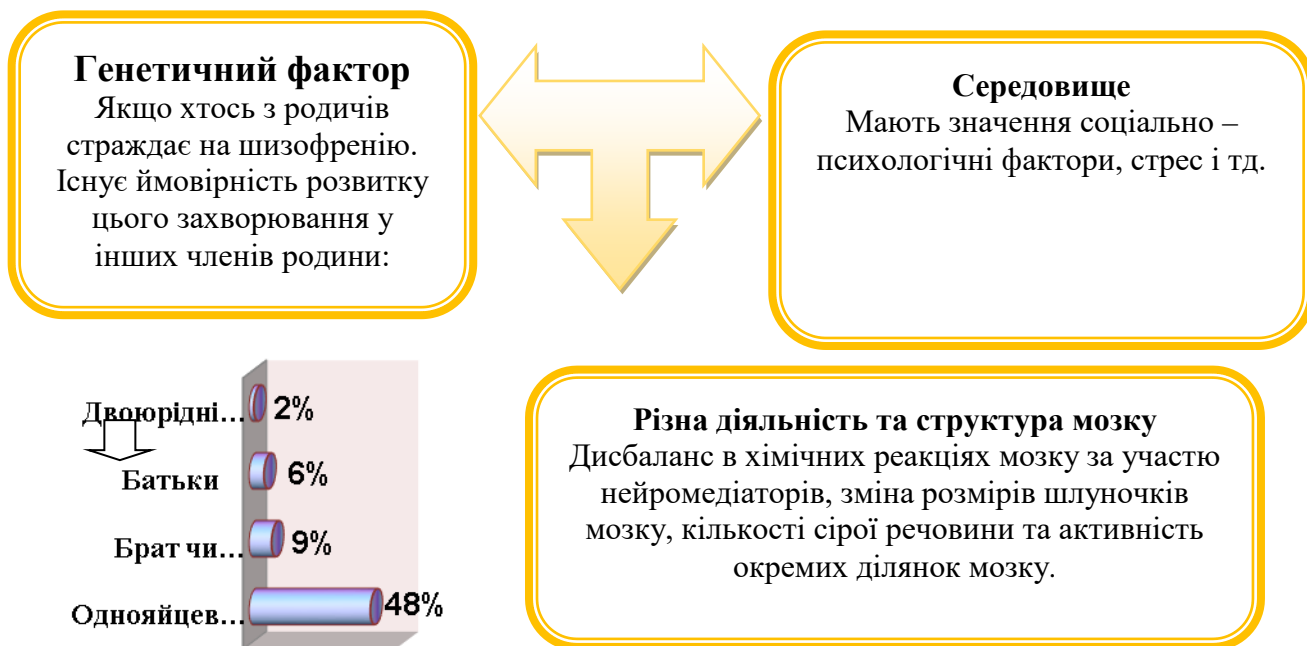 Генетичний фактор
Якщо хтось з родичів
страждає на шизофренію.
Існує ймовірність розвитку
цього захворювання у
інших членів родини:
Середовище
Мають значення соціально –
психологічні фактори, стрес і тд.
Двоюрідні... 2%
Батьки 6%
Брат чи... 9%
Однояйцев... 48%
Різна діяльність та структура мозку
Дисбаланс в хімічних реакціях мозку за участю
нейромедіаторів, зміна розмірів шлуночків
мозку, кількості сірої речовини та активність
окремих ділянок мозку.